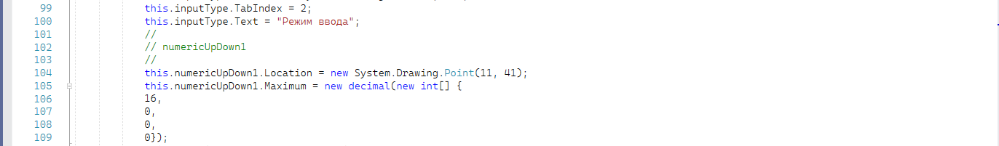 99 this.inputType.TabIndex = 2;
100 this.inputType.Text = "Режим ввода";
101 //
102 // numericUpDown1
103 //
104 this.numericUpDown1.Location = new System.Drawing.Point(11, 41);
105 this.numericUpDown1.Maximum = new decimal(new int[] {
106 16,
107 0,
108 0,
109 0});